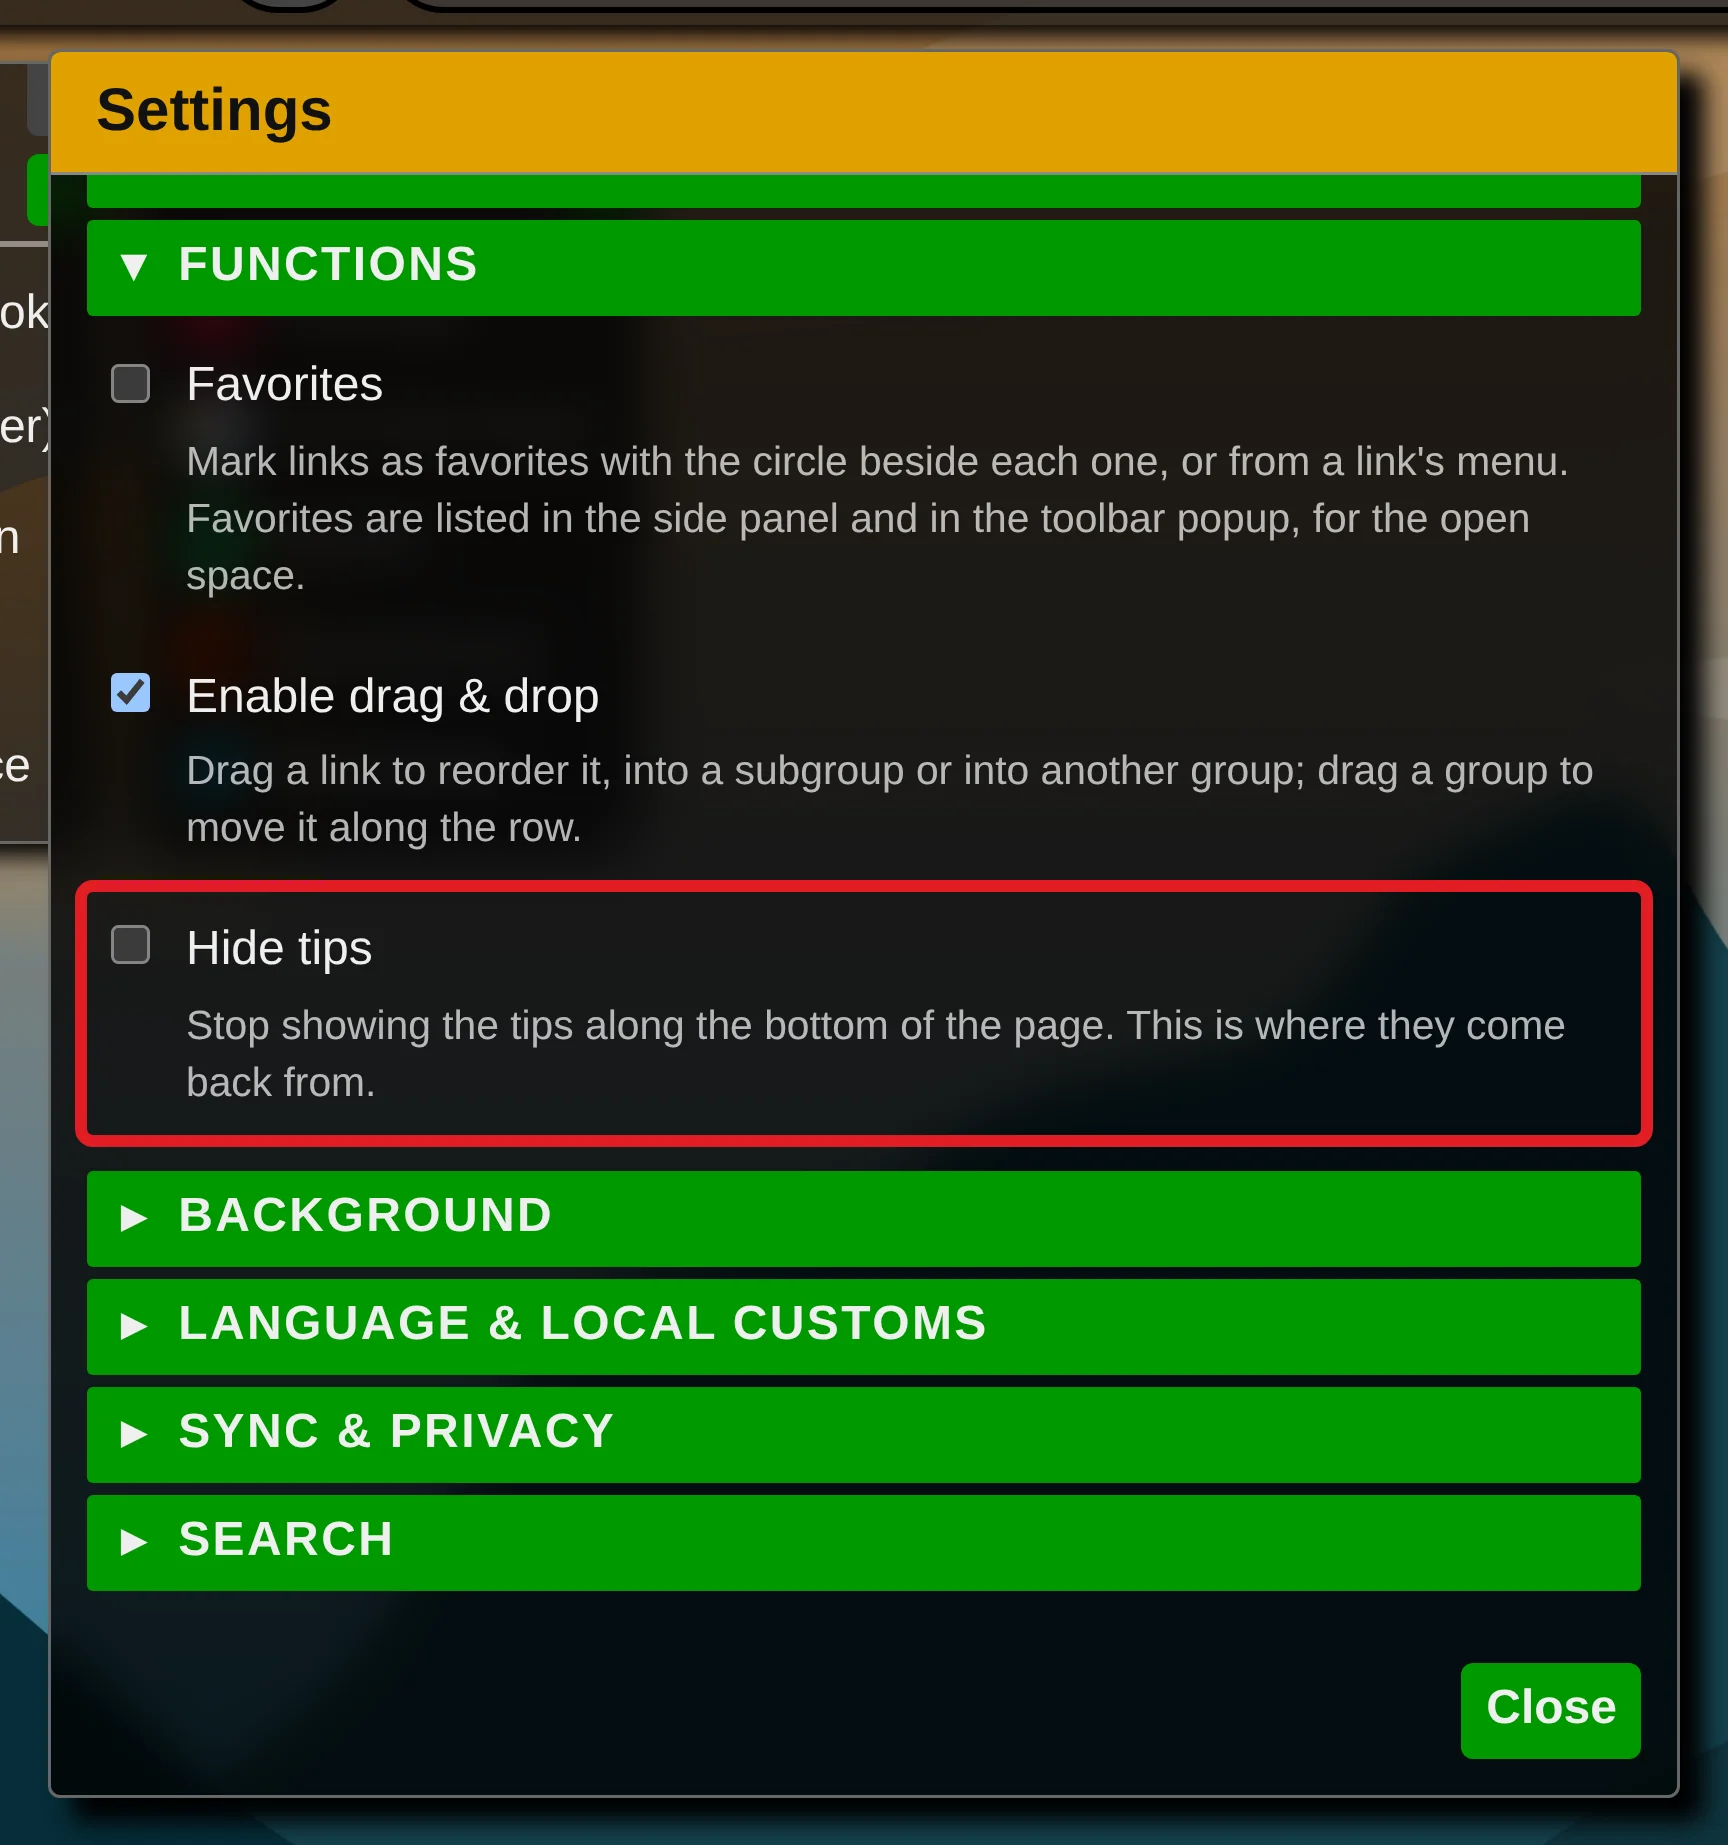 Settings
▼ FUNCTIONS
ok
Favorites
er)
Mark links as favorites with the circle beside each one, or from a link's menu.
Favorites are listed in the side panel and in the toolbar popup, for the open
n
space.
Enable drag & drop
ce
Drag a link to reorder it, into a subgroup or into another group; drag a group to
move it along the row.
Hide tips
Stop showing the tips along the bottom of the page. This is where they come
back from.
▶ BACKGROUND
▶ LANGUAGE & LOCAL CUSTOMS
▶ SYNC & PRIVACY
▶ SEARCH
Close